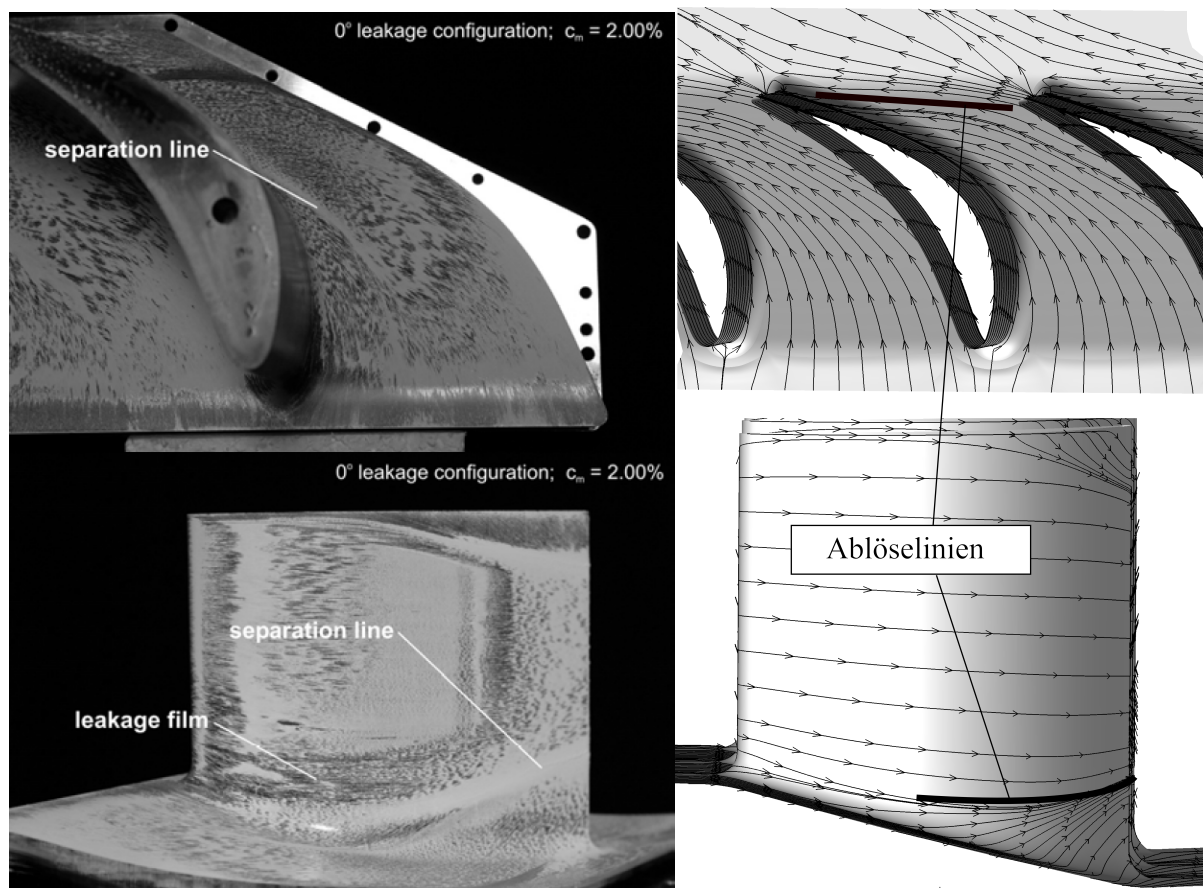 0° leakage configuration; cm = 2.00%
separation line
0° leakage configuration; cm = 2.00%
separation line
leakage film
Ablöselinien